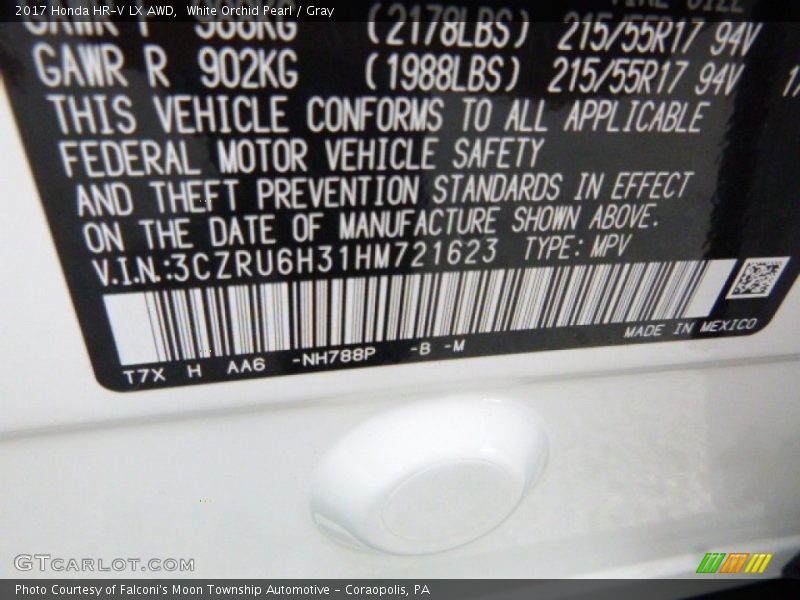 2017 Honda HR-V LX AWD, White Orchid Pearl / Gray
GAWR F 988KG (2178LBS) 215/55R17 94V
GAWR R 902KG (1988LBS) 215/55R17 94V
THIS VEHICLE CONFORMS TO ALL APPLICABLE
FEDERAL MOTOR VEHICLE SAFETY
AND THEFT PREVENTION STANDARDS IN EFFECT
ON THE DATE OF MANUFACTURE SHOWN ABOVE.
V.I.N.:3CZRU6H31HM721623 TYPE: MPV
MADE IN MEXICO
T7X H AA6 -NH788P -B -M
GTCARLOT.COM
Photo Courtesy of Falconi's Moon Township Automotive - Coraopolis, PA